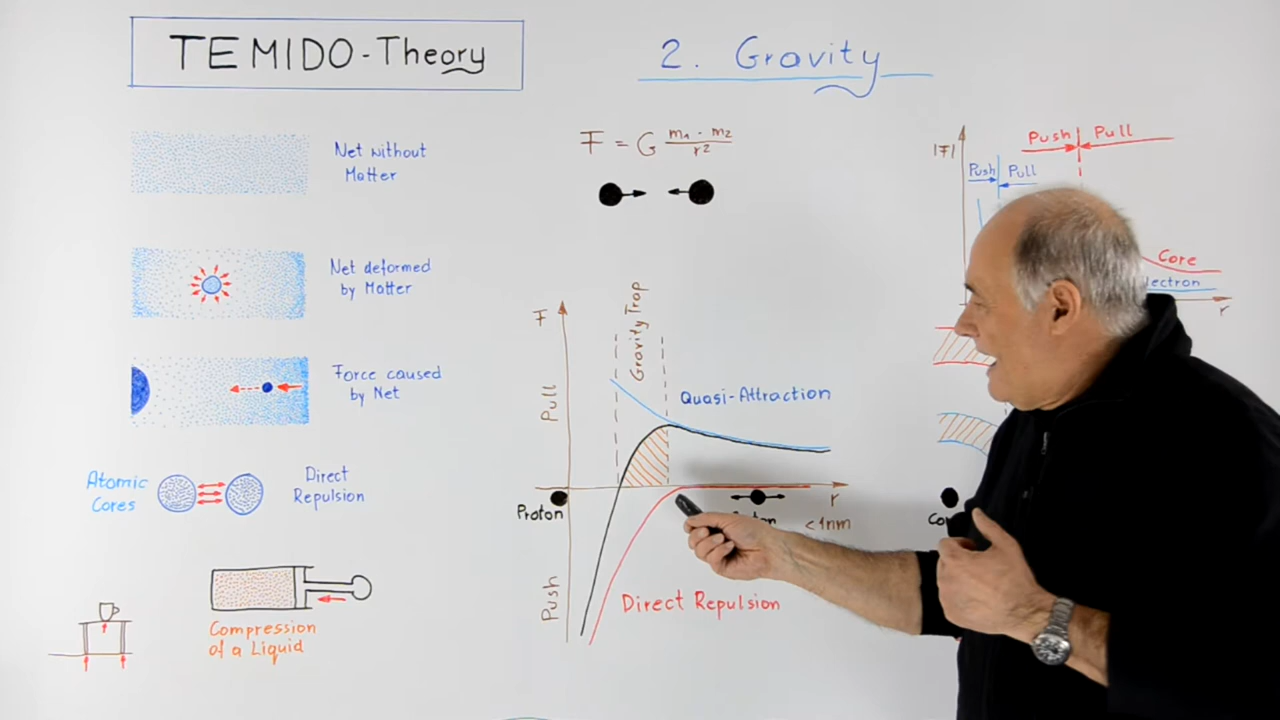 TEMIDO-Theory
2. Gravity
Net without
Matter
Net deformed
by Matter
Force caused
by Net
Atomic
Cores
Direct
Repulsion
Compression
of a Liquid
F = G m₁ · m₂ / r²
F
Pull
Push
Gravity Trap
Quasi-Attraction
Proton
r
<1nm
Direct Repulsion
|F|
Push Pull
Push Pull
Core
r